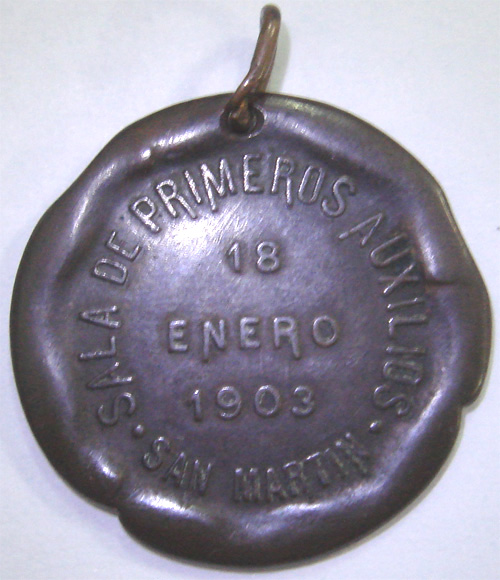 SALA DE PRIMEROS AUXILIOS
18
ENERO
1903
· SAN MARTIN ·